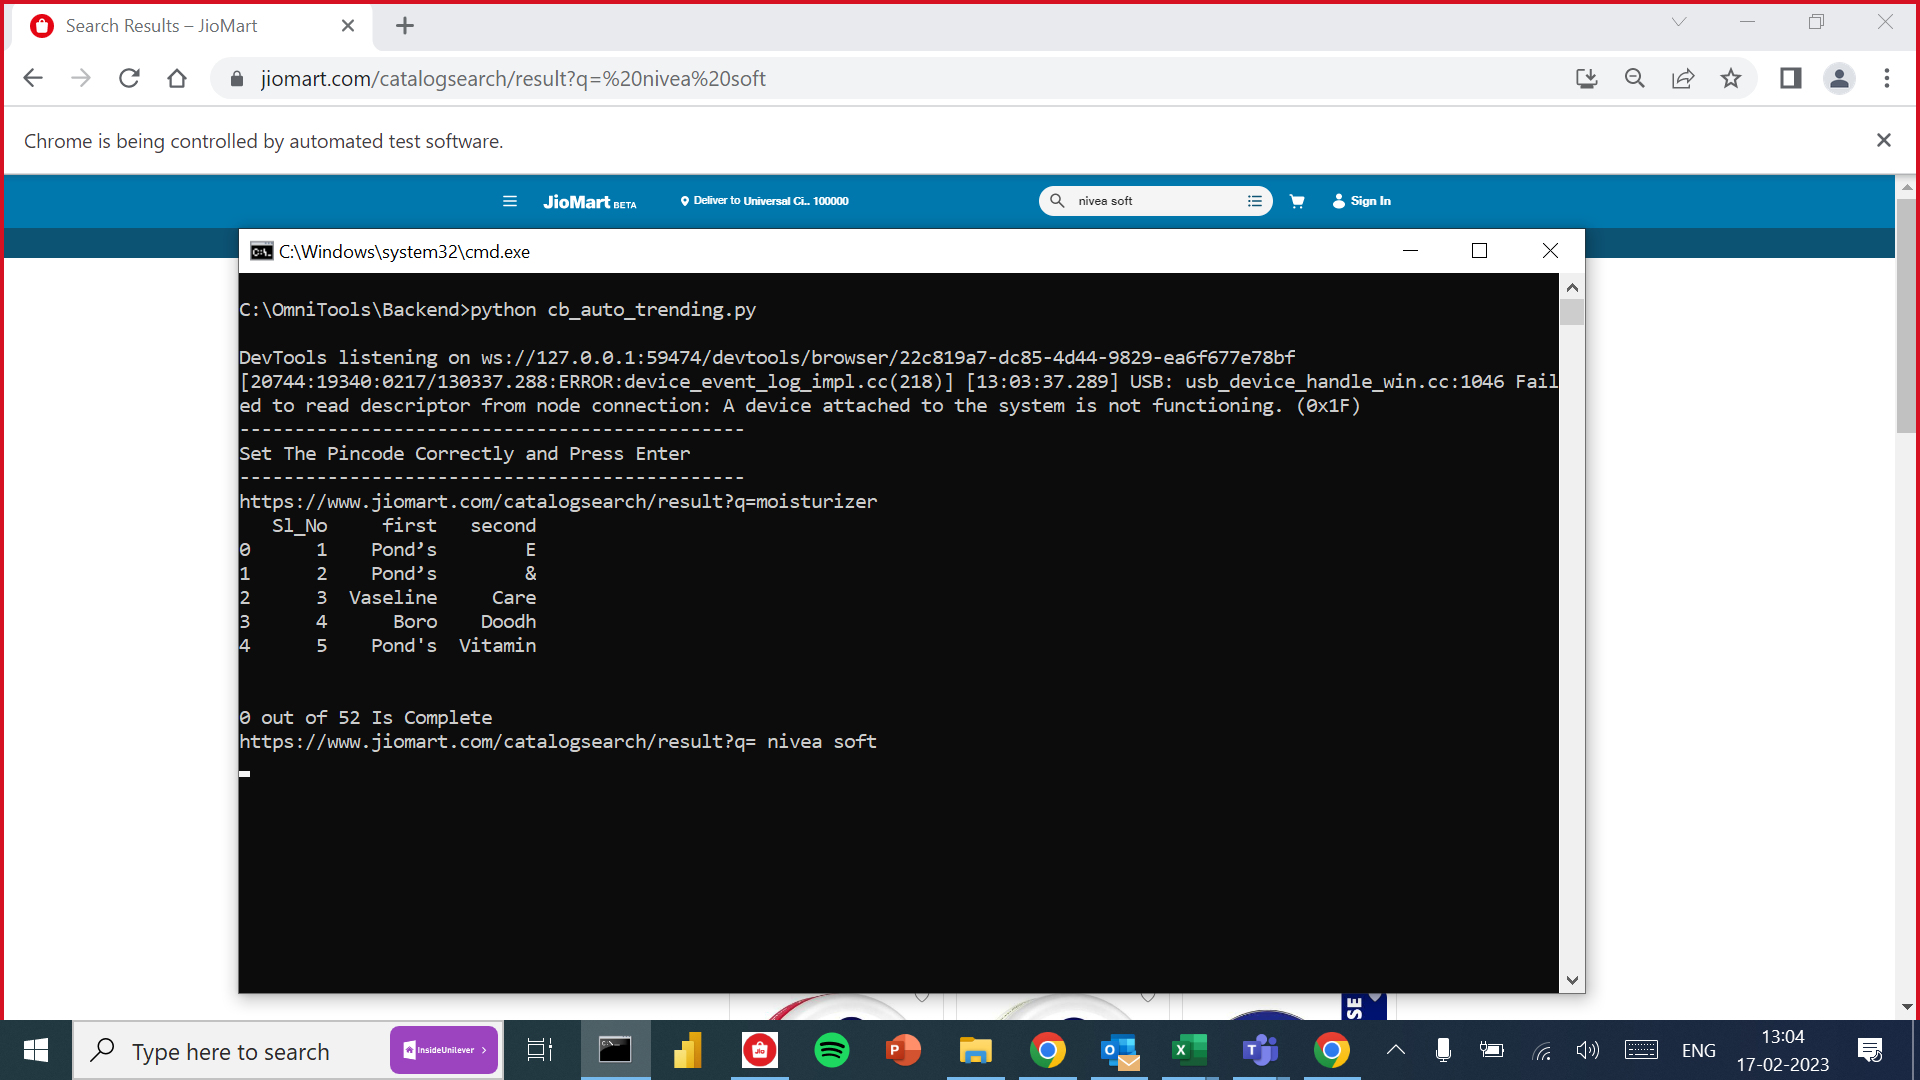 Search Results – JioMart
jiomart.com/catalogsearch/result?q=%20nivea%20soft
Chrome is being controlled by automated test software.
JioMart BETA
Deliver to Universal Ci.. 100000
nivea soft
Sign In
C:\Windows\system32\cmd.exe
C:\OmniTools\Backend>python cb_auto_trending.py
DevTools listening on ws://127.0.0.1:59474/devtools/browser/22c819a7-dc85-4d44-9829-ea6f677e78bf
[20744:19340:0217/130337.288:ERROR:device_event_log_impl.cc(218)] [13:03:37.289] USB: usb_device_handle_win.cc:1046 Fail
ed to read descriptor from node connection: A device attached to the system is not functioning. (0x1F)
----------------------------------------------
Set The Pincode Correctly and Press Enter
----------------------------------------------
https://www.jiomart.com/catalogsearch/result?q=moisturizer
Sl_No first second
0 1 Pond’s E
1 2 Pond’s &
2 3 Vaseline Care
3 4 Boro Doodh
4 5 Pond's Vitamin
0 out of 52 Is Complete
https://www.jiomart.com/catalogsearch/result?q= nivea soft
SE
Type here to search
InsideUnilever
ENG
13:04
17-02-2023